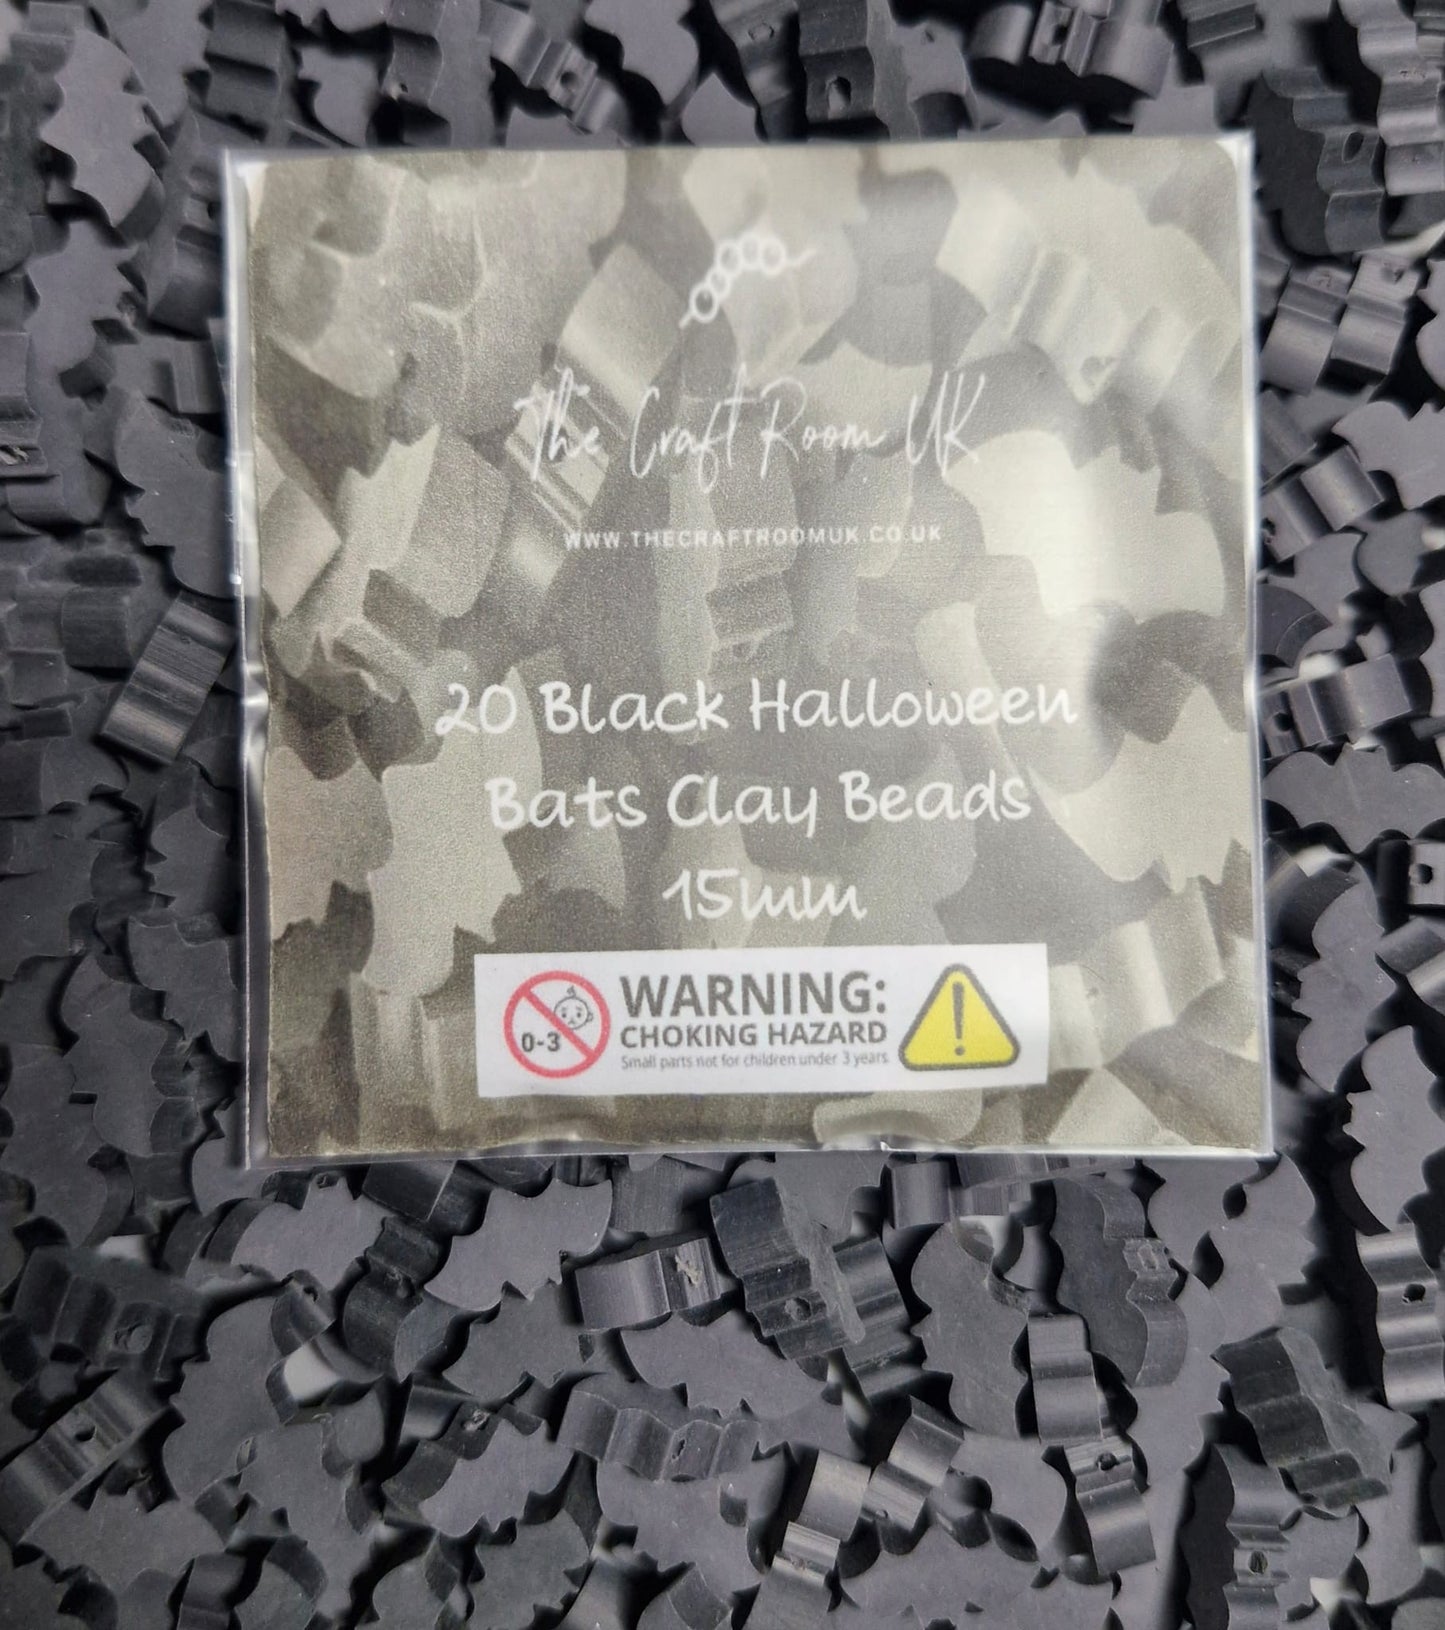 The Craft Room UK
WWW.THECRAFTROOMUK.CO.UK
20 Black Halloween
Bats Clay Beads
15mm
0-3
WARNING:
CHOKING HAZARD
Small parts not for children under 3 years